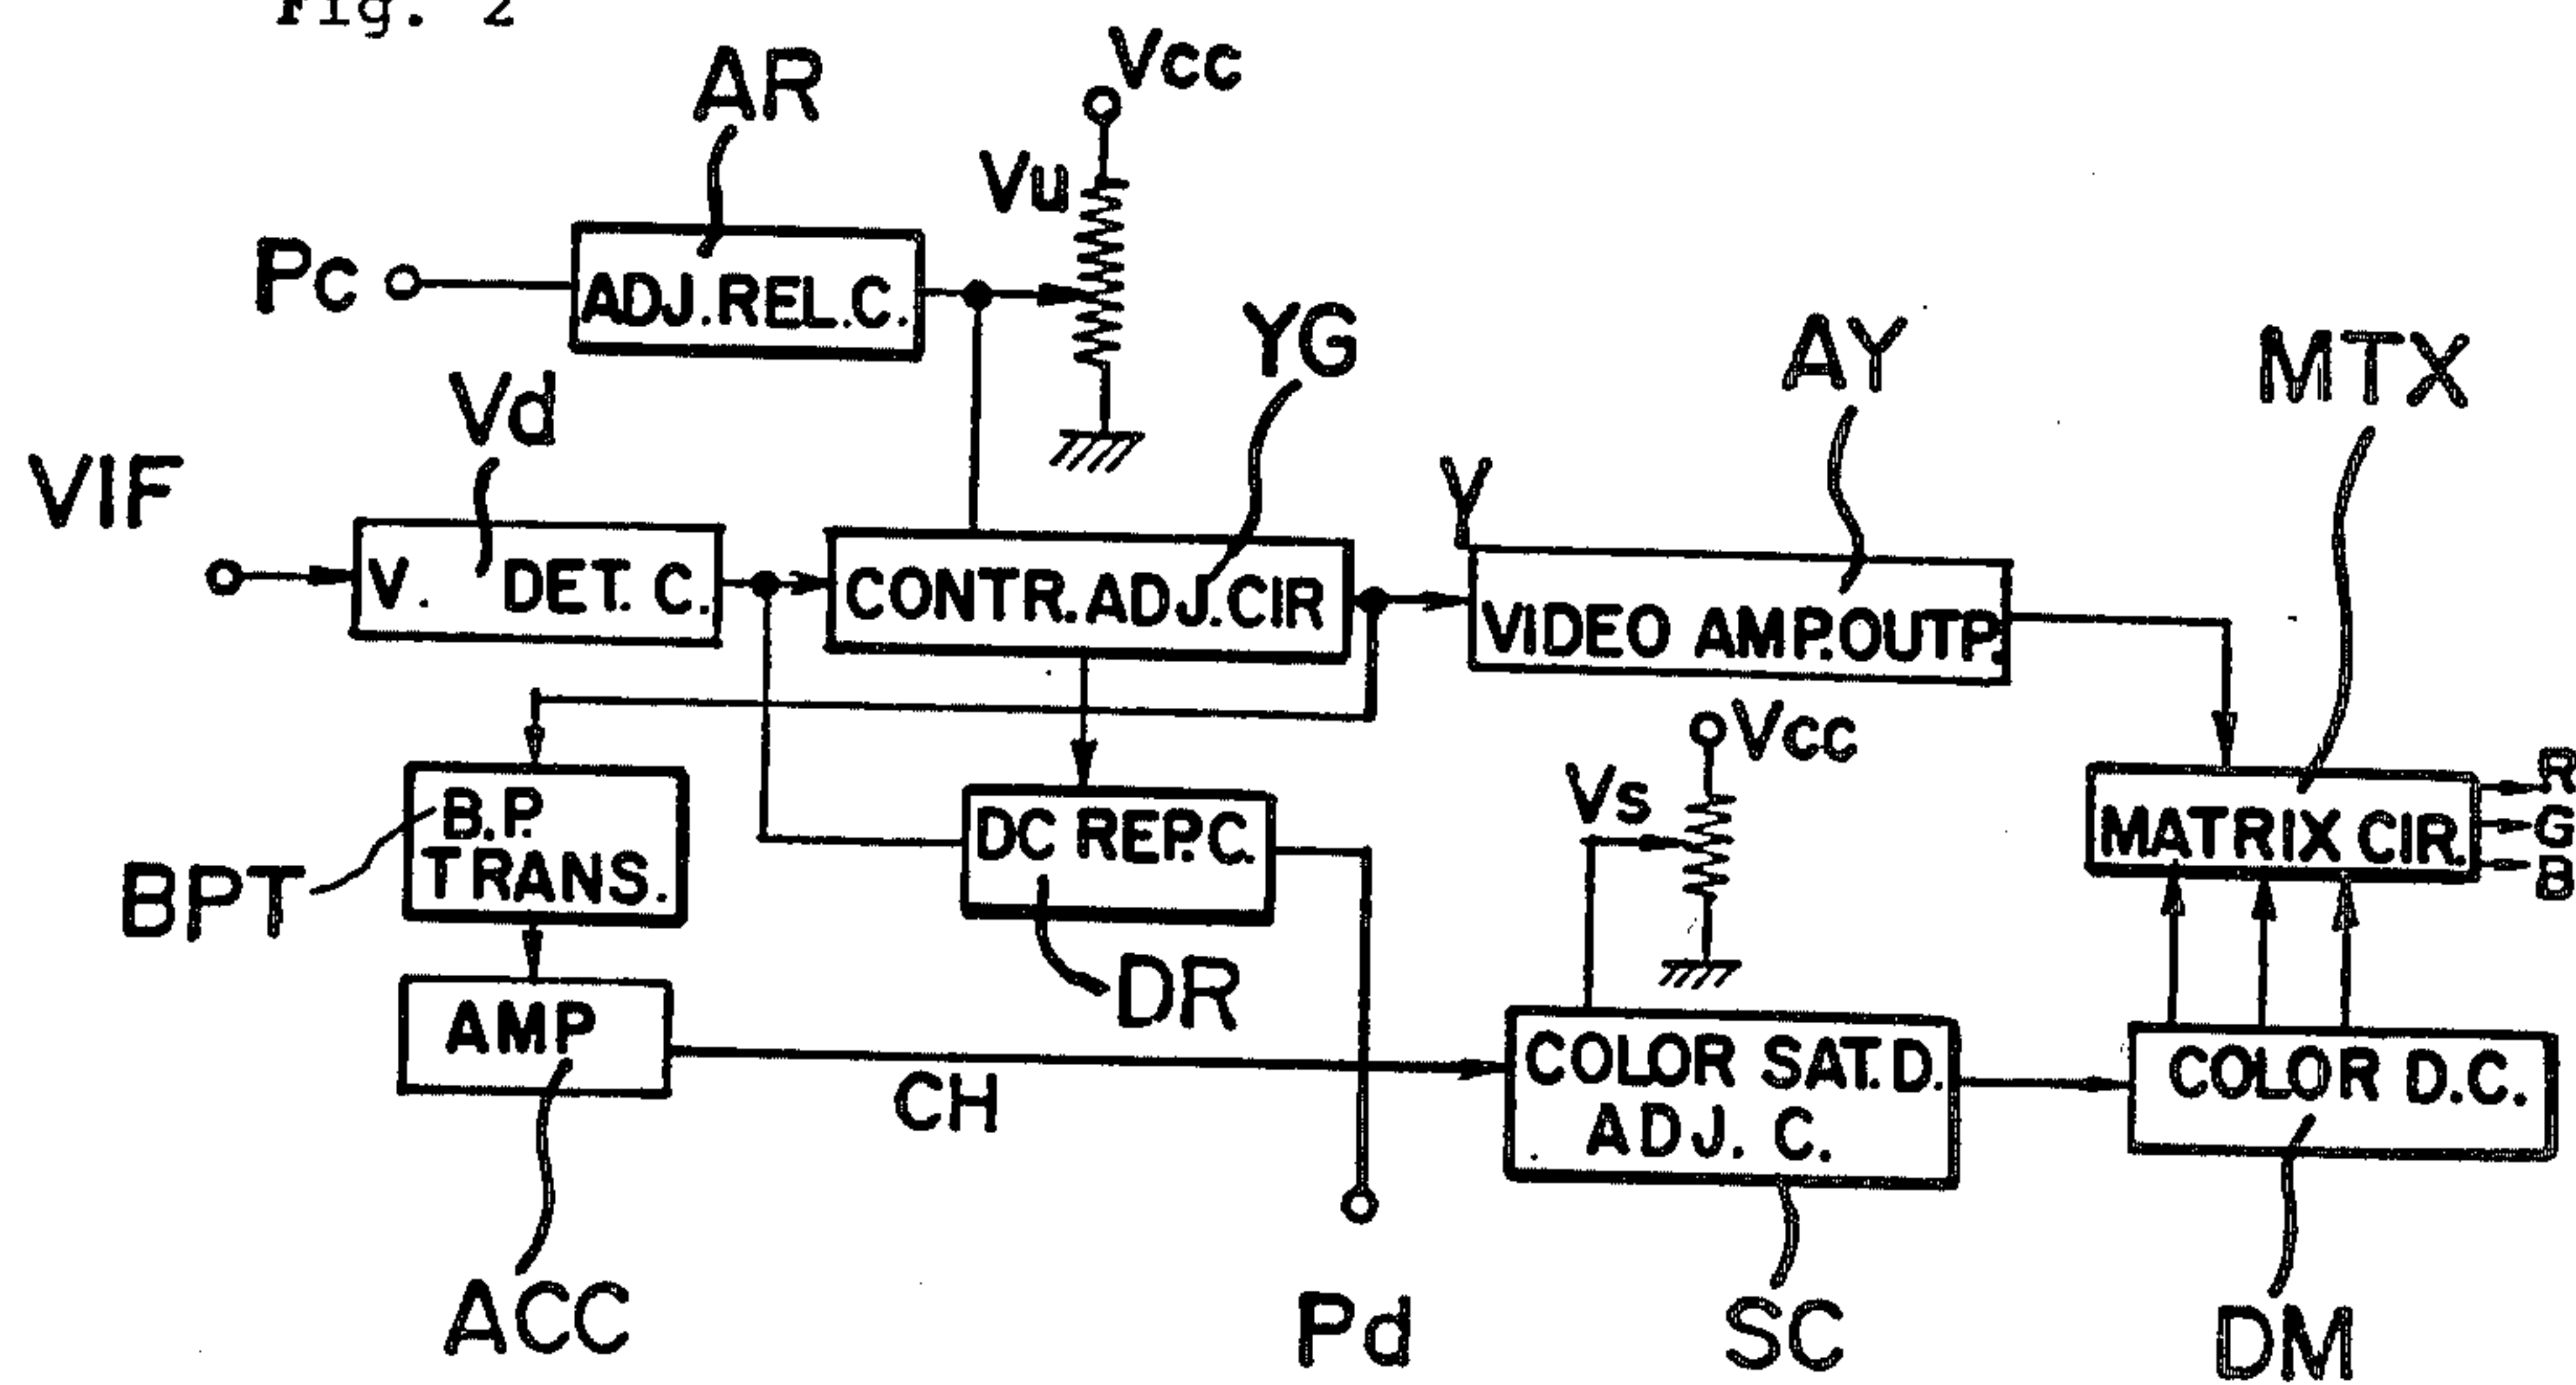 Fig. 2
AR
Vcc
Vu
Pc
ADJ. REL. C.
YG
AY
MTX
Vd
VIF
Y
V. DET. C.
CONTR. ADJ. CIR
VIDEO AMP. OUTP.
Vcc
Vs
R
G
B
B.P.
TRANS.
DC REP. C.
MATRIX CIR.
BPT
DR
AMP
CH
COLOR SAT. D.
ADJ. C.
COLOR D.C.
ACC
Pd
SC
DM